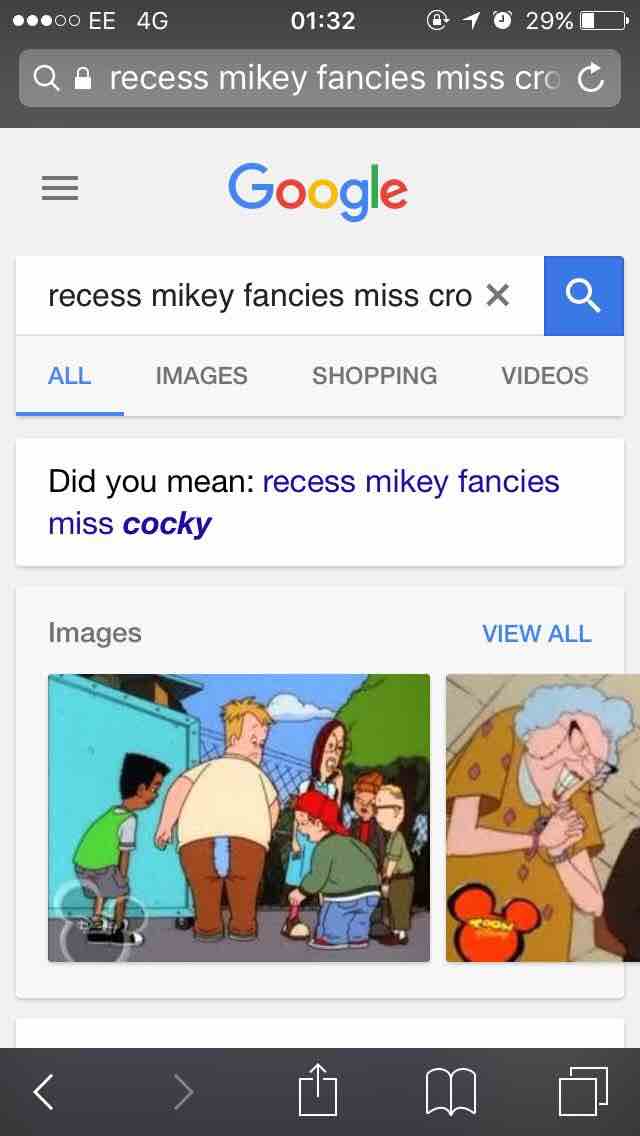 EE 4G 01:32 29%
recess mikey fancies miss cro
Google
recess mikey fancies miss cro
ALL IMAGES SHOPPING VIDEOS
Did you mean: recess mikey fancies
miss cocky
Images VIEW ALL